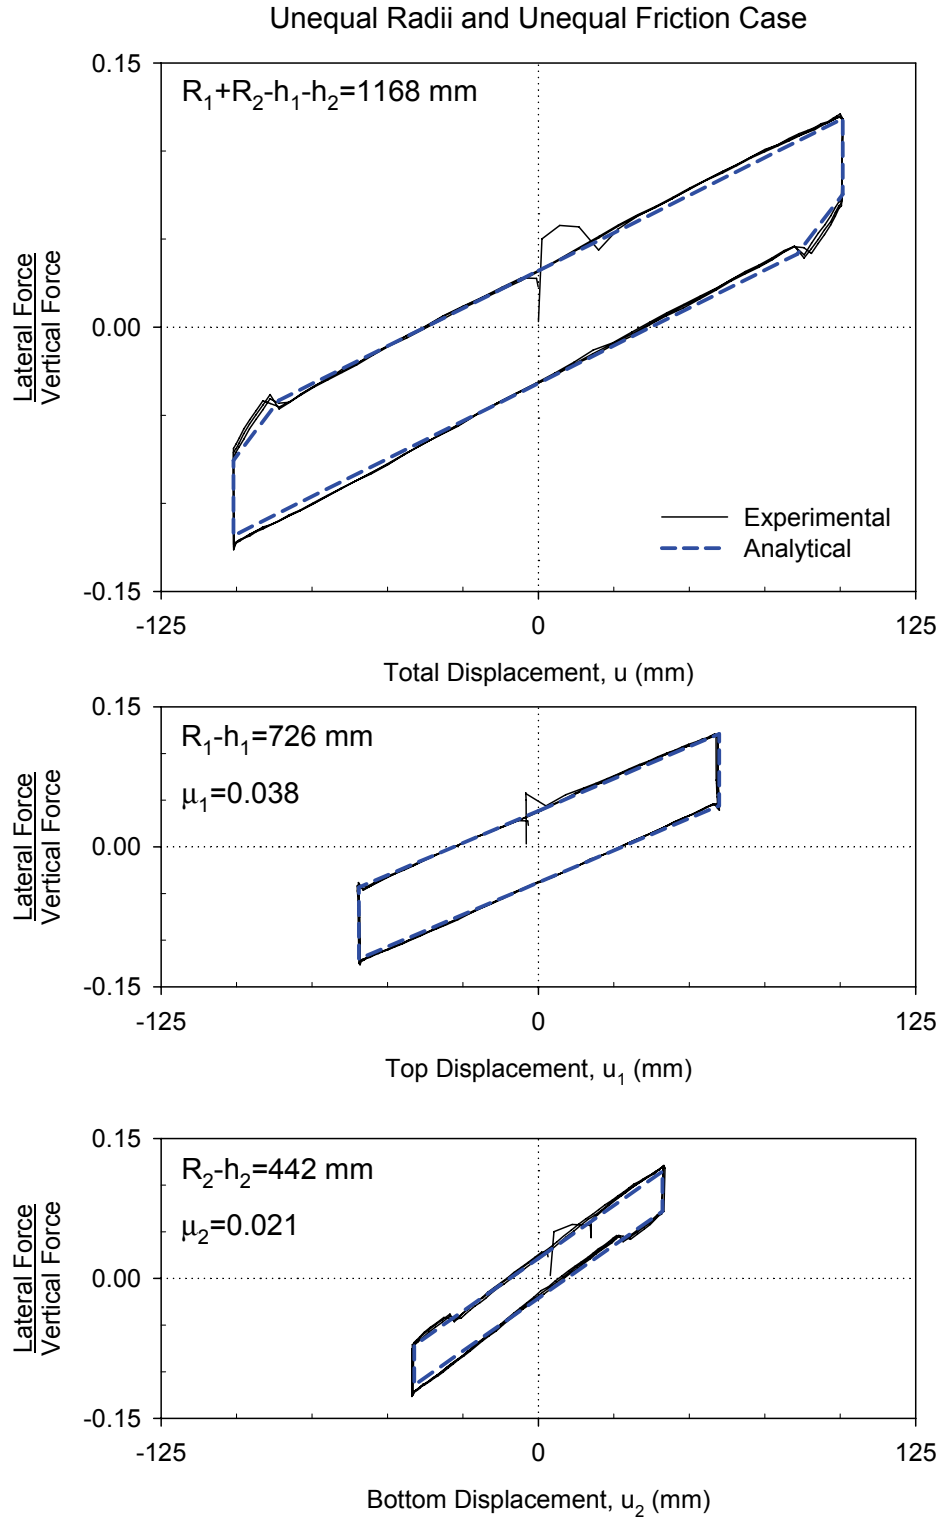 Unequal Radii and Unequal Friction Case
R₁+R₂-h₁-h₂=1168 mm
0.15
0.00
-0.15
Lateral Force
Vertical Force
Experimental
Analytical
-125 0 125
Total Displacement, u (mm)
R₁-h₁=726 mm
μ₁=0.038
0.15
0.00
-0.15
Lateral Force
Vertical Force
-125 0 125
Top Displacement, u₁ (mm)
R₂-h₂=442 mm
μ₂=0.021
0.15
0.00
-0.15
Lateral Force
Vertical Force
-125 0 125
Bottom Displacement, u₂ (mm)